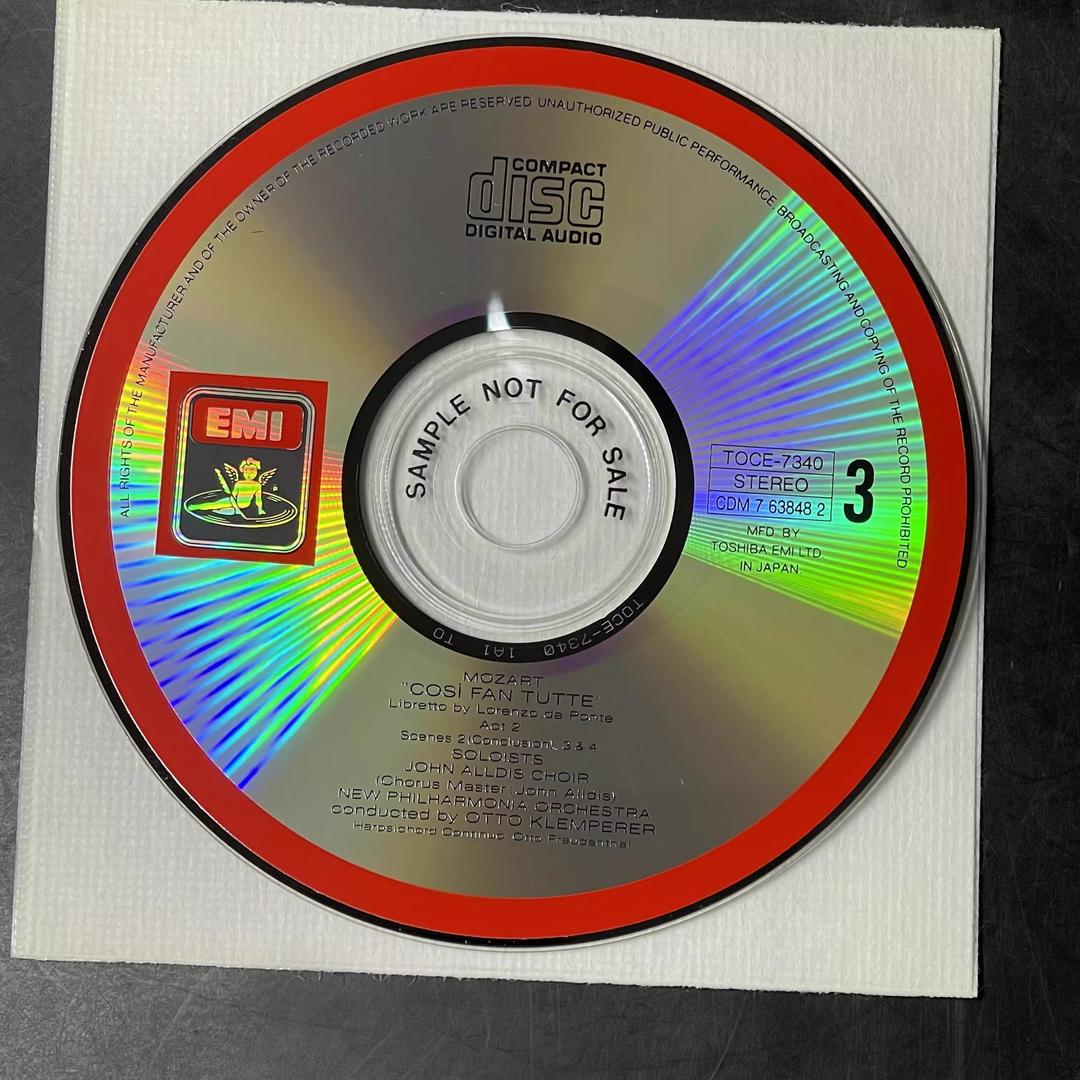 ALL RIGHTS OF THE MANUFACTURER AND OF THE OWNER OF THE RECORDED WORK ARE RESERVED UNAUTHORIZED PUBLIC PERFORMANCE, BROADCASTING AND COPYING OF THE RECORD PROHIBITED
COMPACT
disc
DIGITAL AUDIO
EMI
SAMPLE NOT FOR SALE
TOCE-7340
STEREO
CDM 7 63848 2
3
MFD BY
TOSHIBA EMI LTD
IN JAPAN.
TOCE-7340 1A1 TO
MOZART
"COSÌ FAN TUTTE"
Libretto by Lorenzo da Ponte
Act 2
Scenes 2 (Conclusion), 3 & 4
SOLOISTS
JOHN ALLDIS CHOIR
(Chorus Master: John Alldis)
NEW PHILHARMONIA ORCHESTRA
conducted by OTTO KLEMPERER
Harpsichord Continuo: Otto Freudenthal